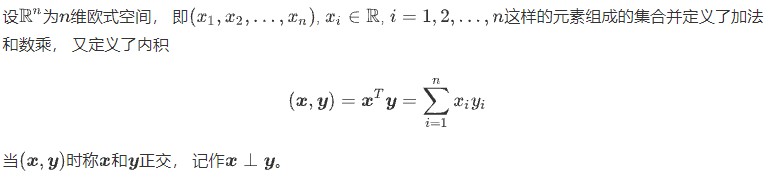 设ℝⁿ为n维欧式空间， 即(x₁, x₂, …, xₙ), xᵢ ∈ ℝ, i = 1, 2, …, n这样的元素组成的集合并定义了加法
和数乘， 又定义了内积
(x, y) = xᵀy = ∑ᵢ₌₁ⁿ xᵢyᵢ
当(x, y)时称x和y正交， 记作x ⊥ y。